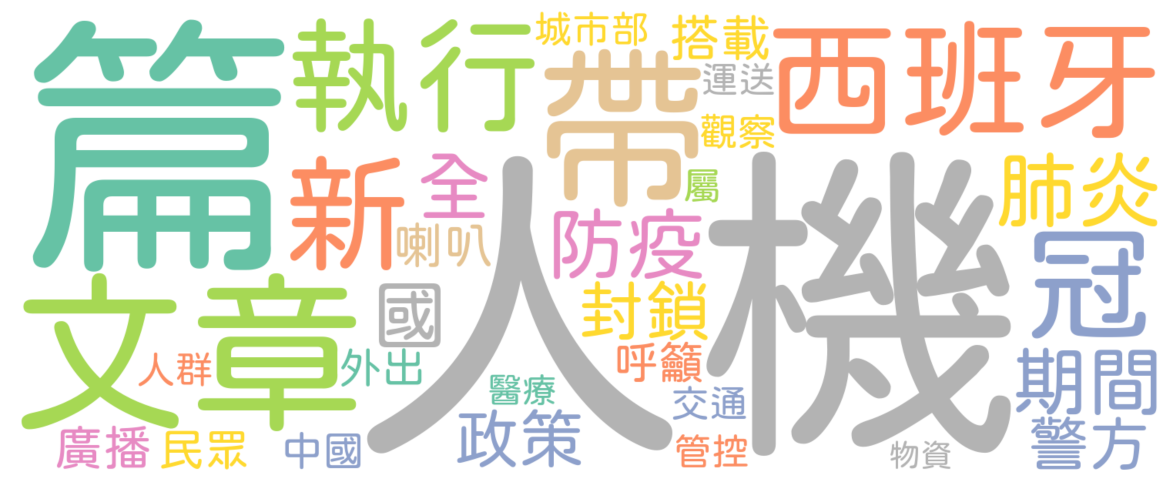 篇
執行
帶
城市部
搭載
運送
西班牙
觀察
新
全
喇叭
屬
防疫
人機
肺炎
冠
文章
國
封鎖
人群
外出
呼籲
期間
醫療
交通
廣播
民眾
中國
政策
管控
物資
警方